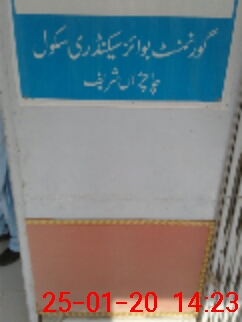 گورنمنٹ بوائز سیکنڈری سکول
چاچڑاں شریف
25-01-20 14.23